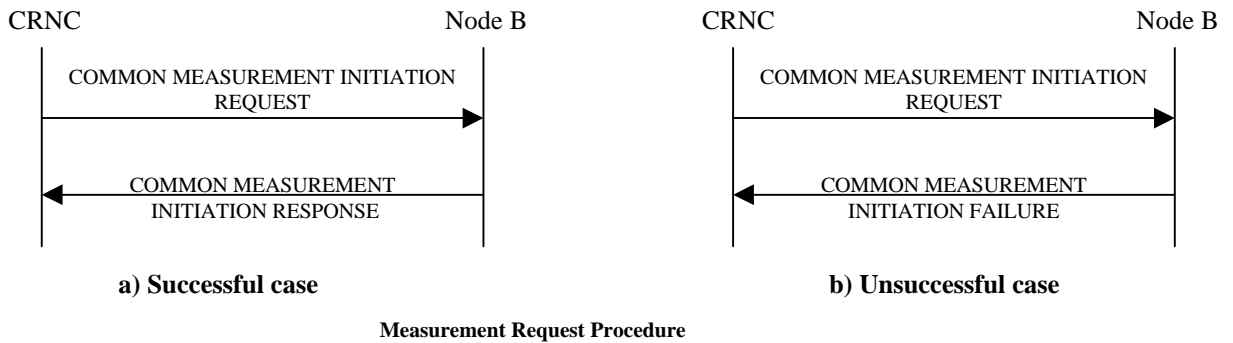 CRNC
Node B
COMMON MEASUREMENT INITIATION
REQUEST
COMMON MEASUREMENT
INITIATION RESPONSE
a) Successful case
CRNC
Node B
COMMON MEASUREMENT INITIATION
REQUEST
COMMON MEASUREMENT
INITIATION FAILURE
b) Unsuccessful case
Measurement Request Procedure